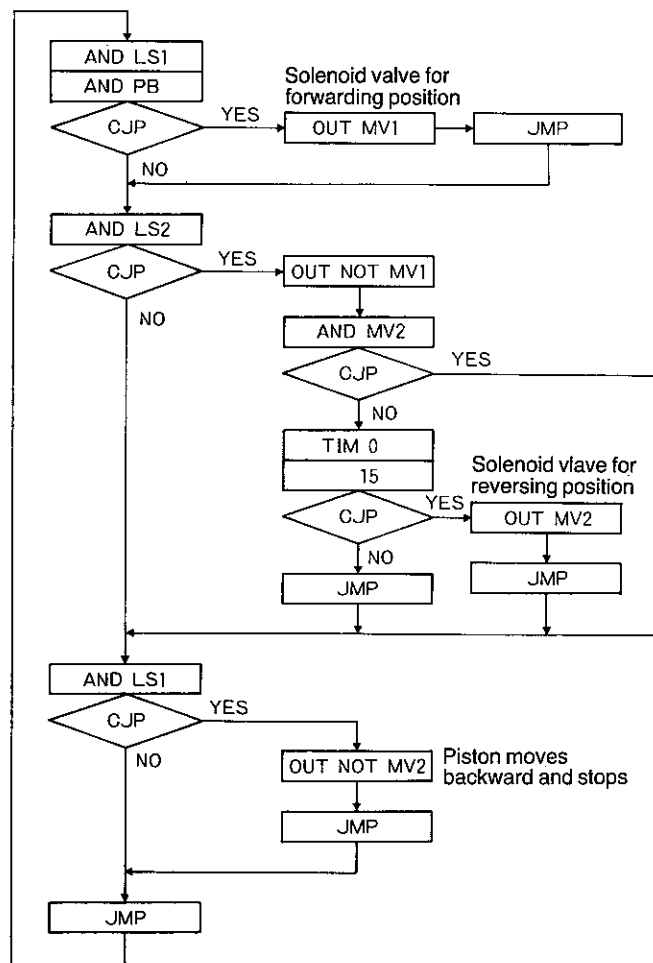 AND LS1
AND PB
CJP
YES
Solenoid valve for
forwarding position
OUT MV1
JMP
NO
AND LS2
CJP
YES
OUT NOT MV1
NO
AND MV2
CJP
YES
NO
TIM 0
15
CJP
YES
Solenoid vlave for
reversing position
OUT MV2
NO
JMP
JMP
AND LS1
CJP
YES
NO
OUT NOT MV2
Piston moves
backward and stops
JMP
JMP